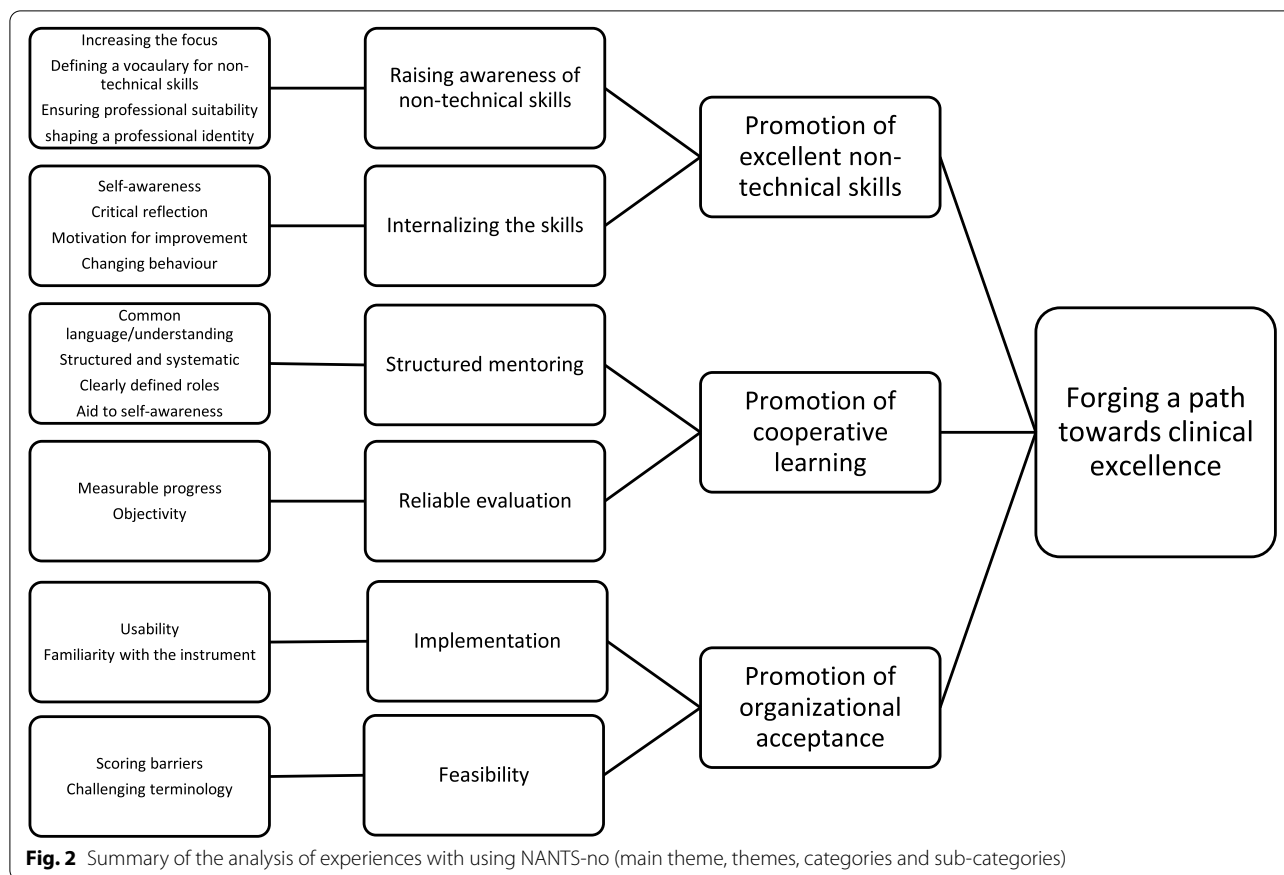 Increasing the focus
Defining a vocaulary for non-
technical skills
Ensuring professional suitability
shaping a professional identity
Raising awareness of
non-technical skills
Self-awareness
Critical reflection
Motivation for improvement
Changing behaviour
Internalizing the skills
Promotion of
excellent non-
technical skills
Common
language/understanding
Structured and systematic
Clearly defined roles
Aid to self-awareness
Structured mentoring
Measurable progress
Objectivity
Reliable evaluation
Promotion of
cooperative
learning
Usability
Familiarity with the instrument
Implementation
Scoring barriers
Challenging terminology
Feasibility
Promotion of
organizational
acceptance
Forging a path
towards clinical
excellence
Fig. 2 Summary of the analysis of experiences with using NANTS-no (main theme, themes, categories and sub-categories)